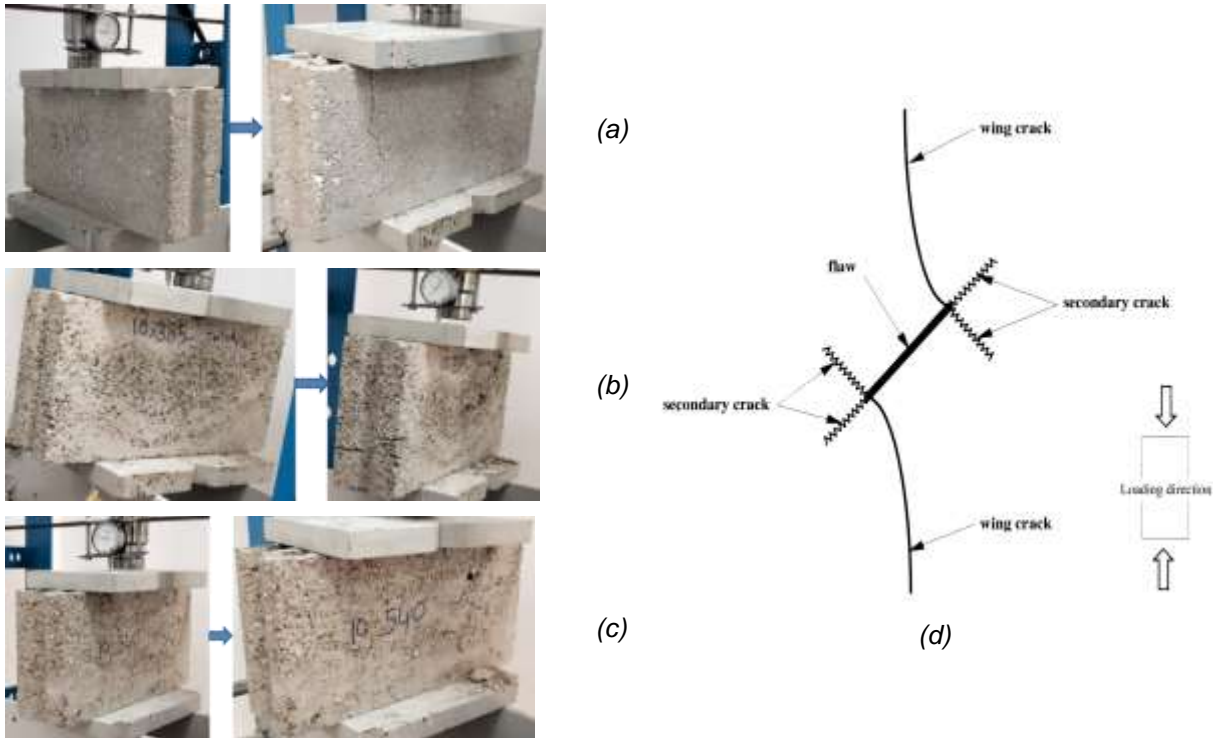 (a)
wing crack
flaw
secondary crack
(b)
secondary crack
Loading direction
wing crack
10_540
(c)
(d)